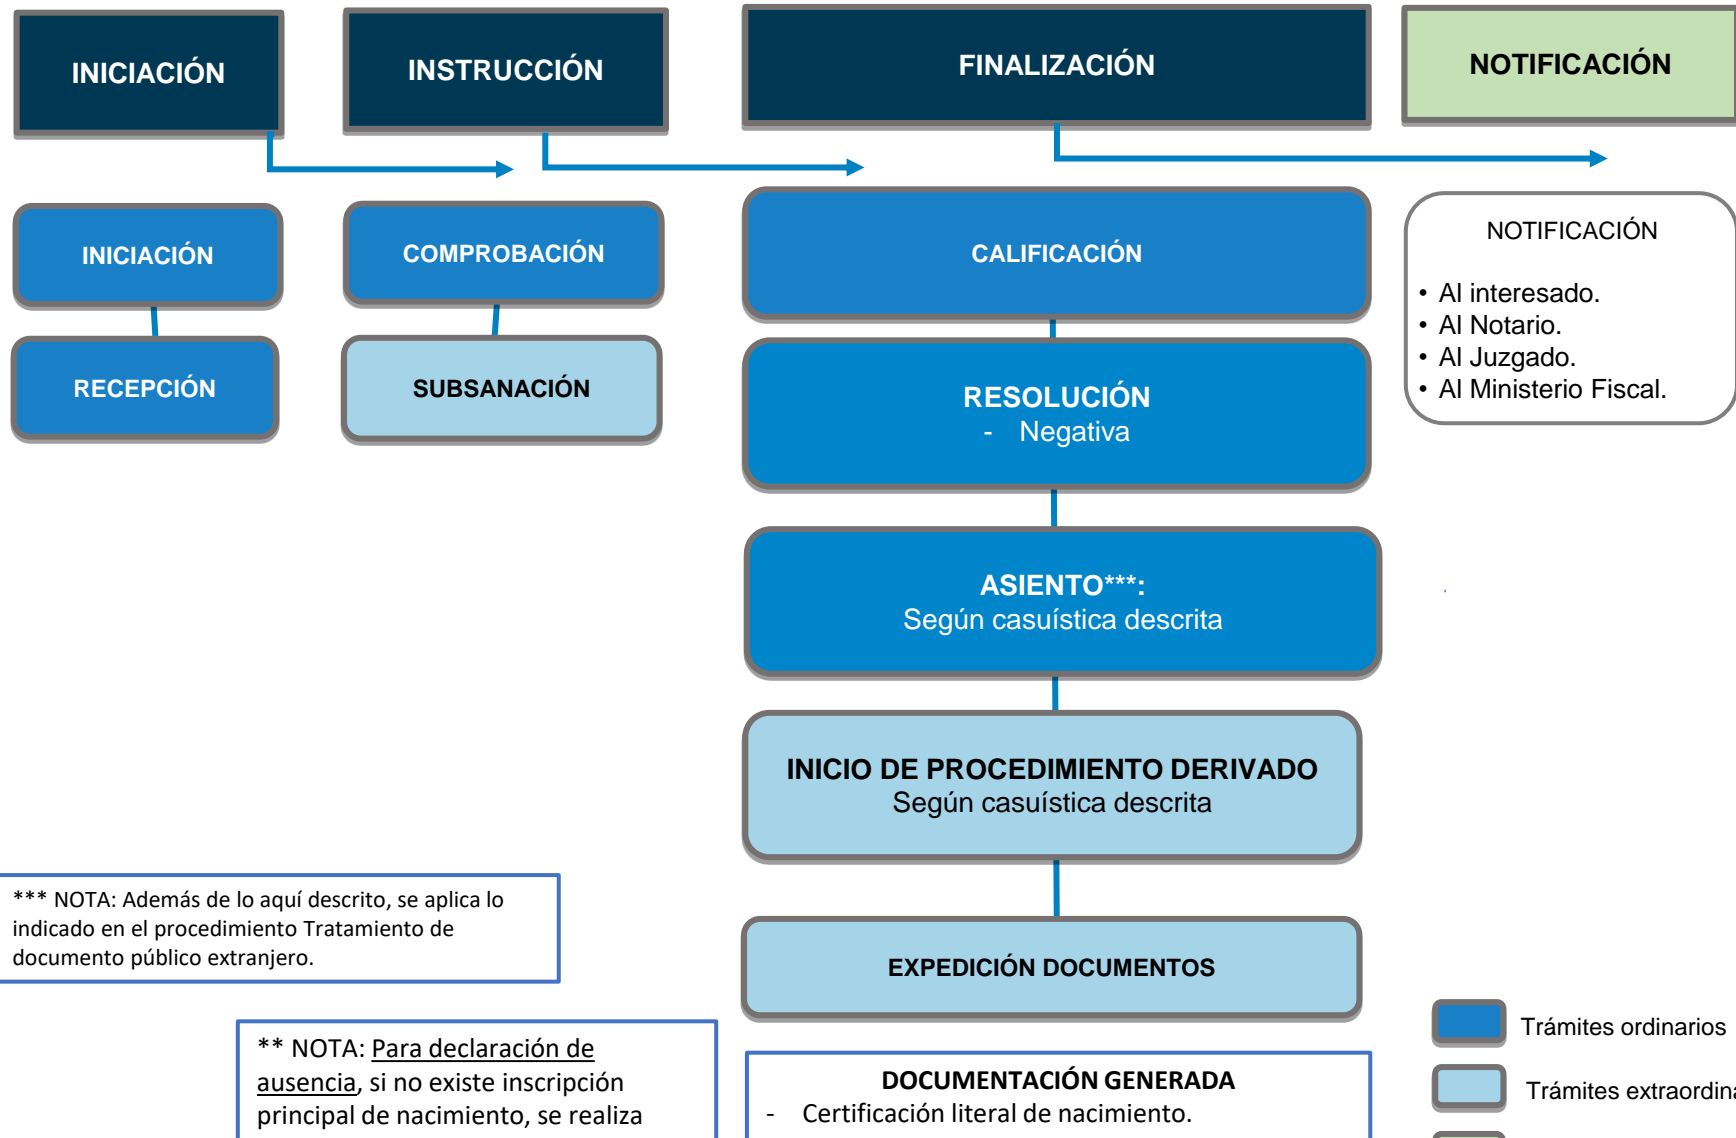 INICIACIÓN
INSTRUCCIÓN
FINALIZACIÓN
NOTIFICACIÓN
INICIACIÓN
RECEPCIÓN
COMPROBACIÓN
SUBSANACIÓN
CALIFICACIÓN
RESOLUCIÓN
- Negativa
ASIENTO***:
Según casuística descrita
INICIO DE PROCEDIMIENTO DERIVADO
Según casuística descrita
EXPEDICIÓN DOCUMENTOS
NOTIFICACIÓN
• Al interesado.
• Al Notario.
• Al Juzgado.
• Al Ministerio Fiscal.
*** NOTA: Además de lo aquí descrito, se aplica lo
indicado en el procedimiento Tratamiento de
documento público extranjero.
** NOTA: Para declaración de
ausencia, si no existe inscripción
principal de nacimiento, se realiza
DOCUMENTACIÓN GENERADA
- Certificación literal de nacimiento.
Trámites ordinarios
Trámites